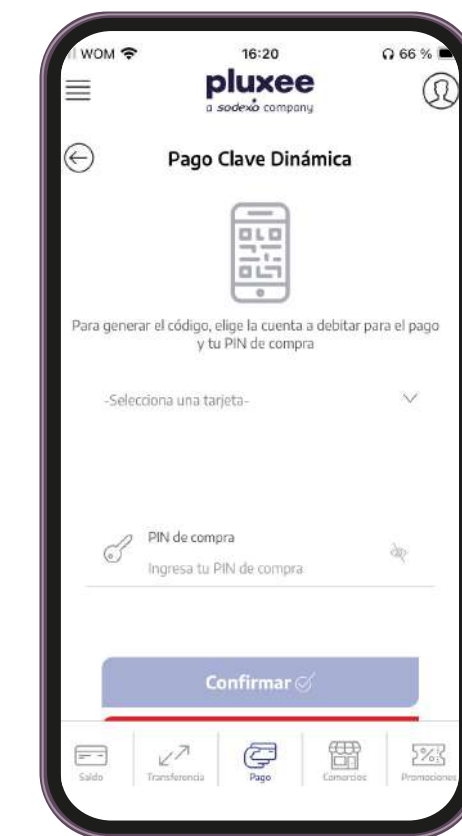 WOM 16:20 66 %
pluxee
a sodexo company
Pago Clave Dinámica
Para generar el código, elige la cuenta a debitar para el pago
y tu PIN de compra
-Selecciona una tarjeta-
PIN de compra
Ingresa tu PIN de compra
Confirmar
Saldo Transferencia Pago Comercios Promociones